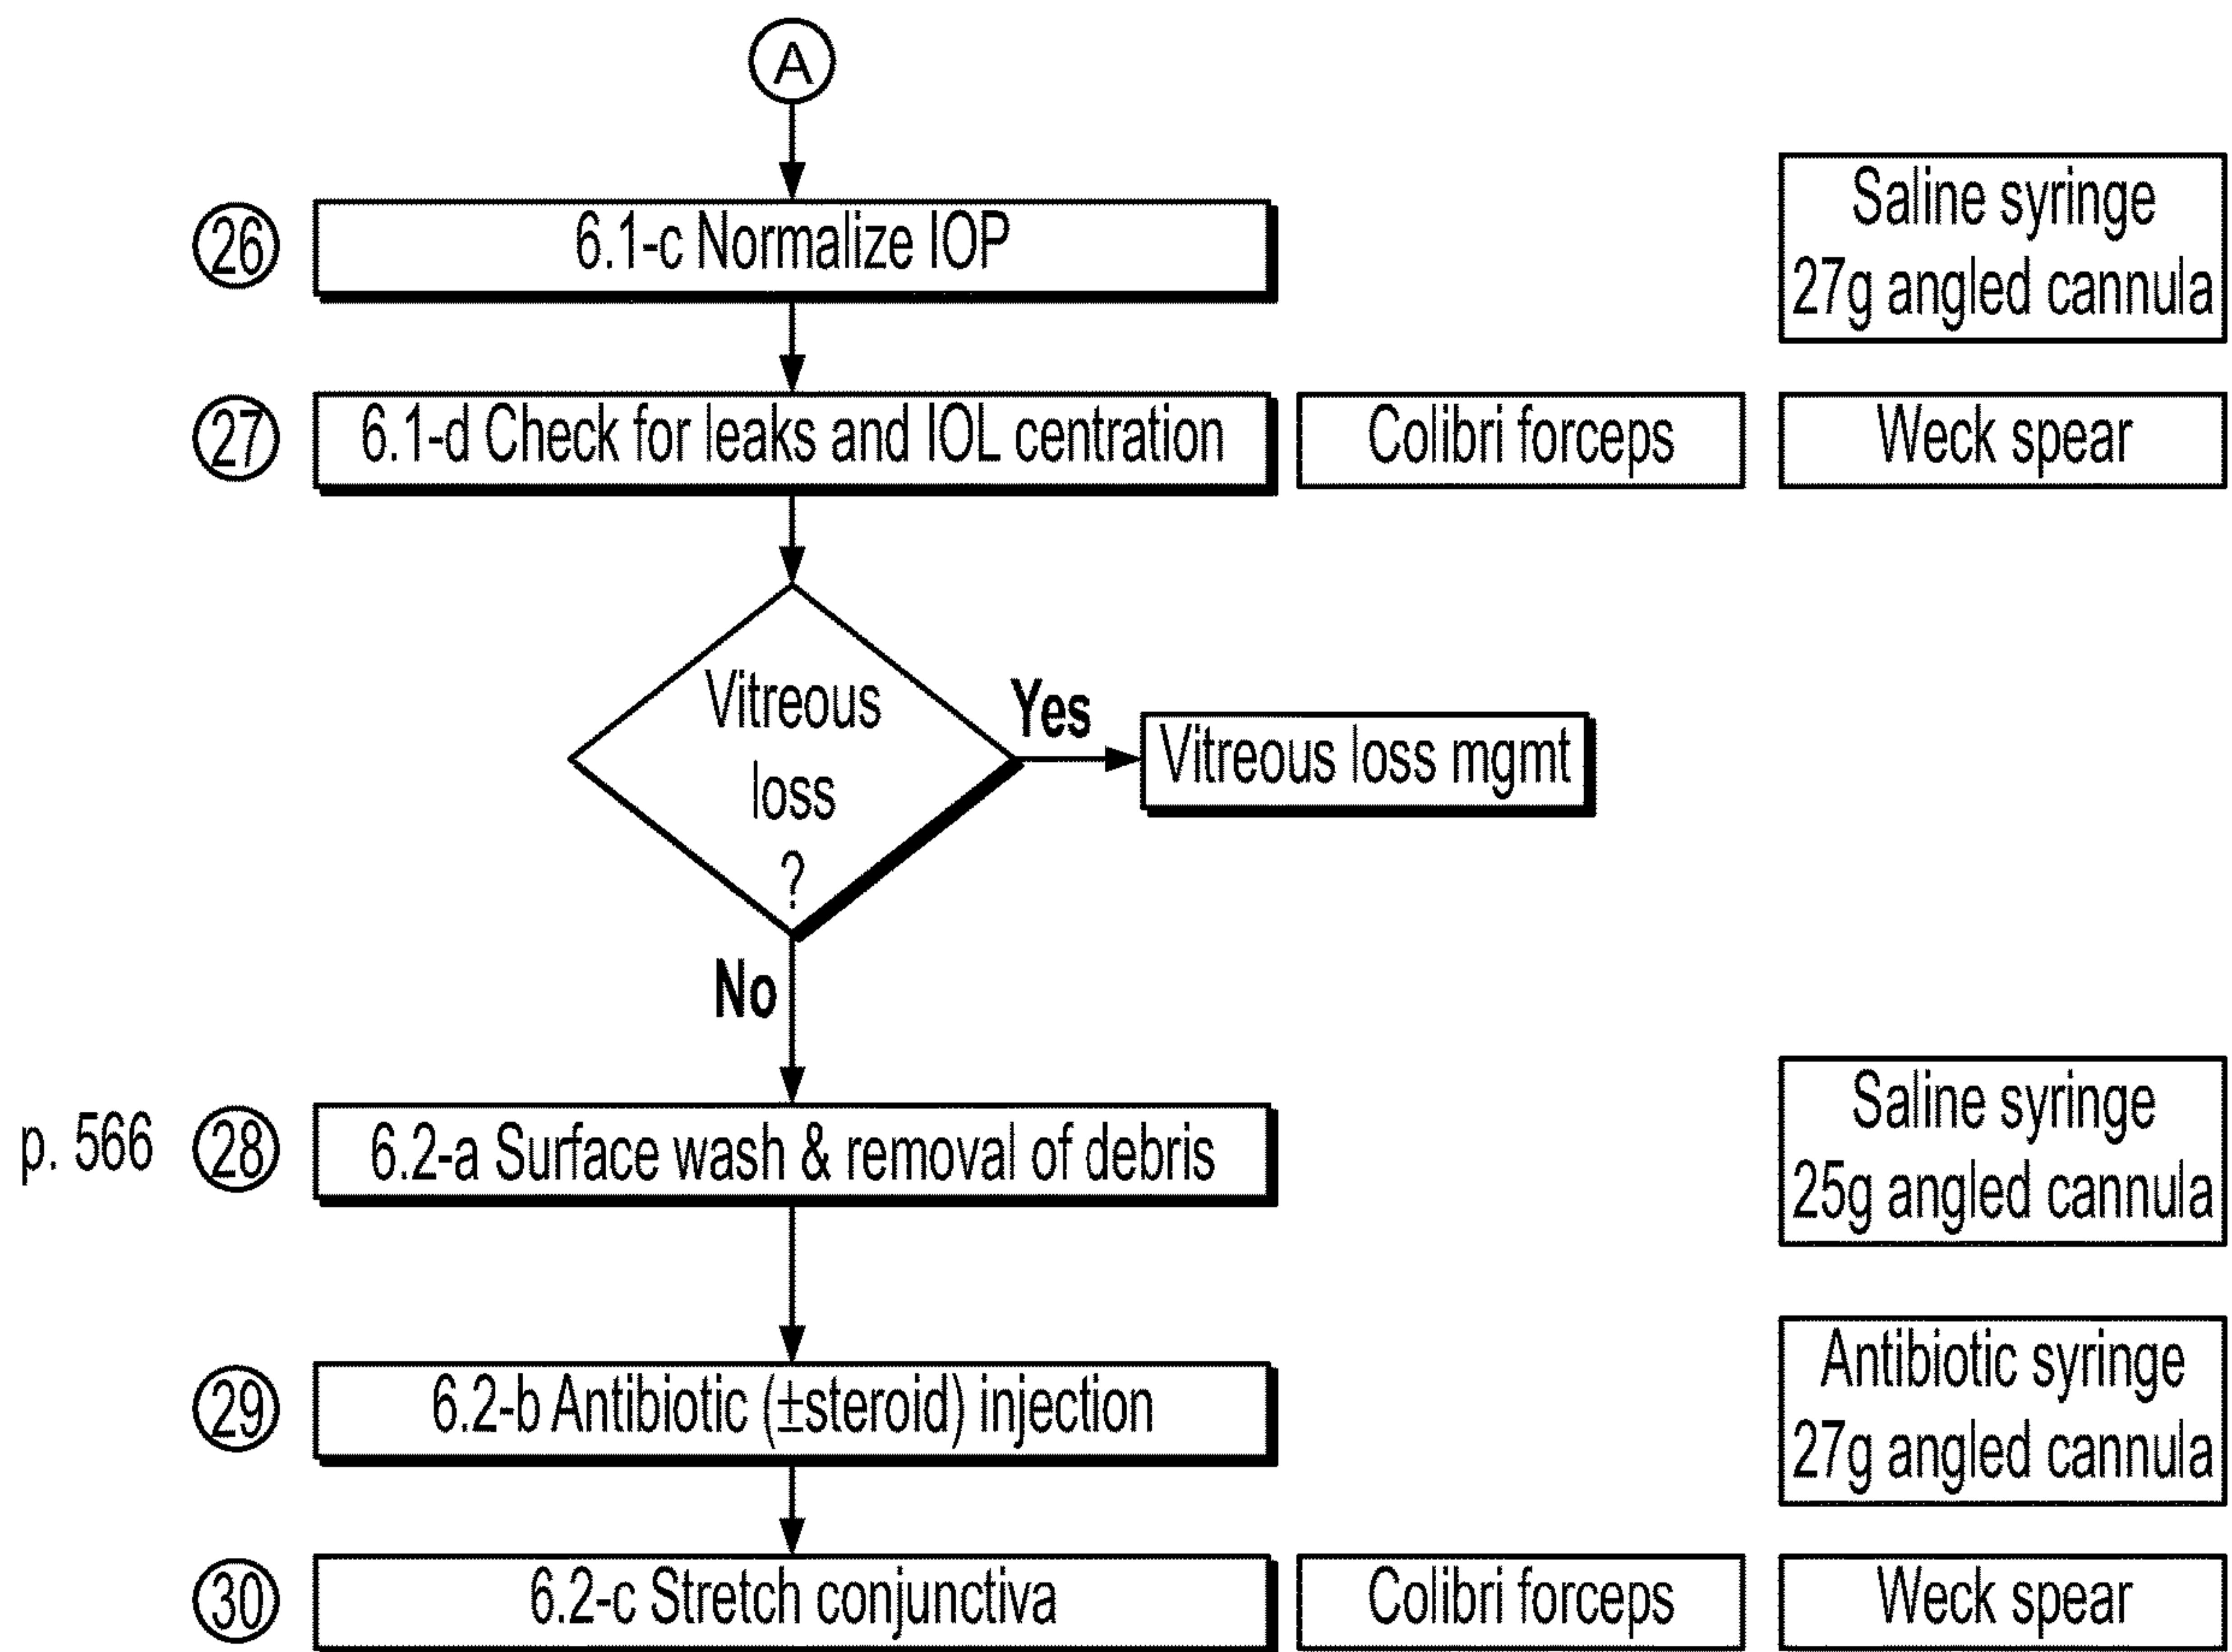 A
26
6.1-c Normalize IOP
Saline syringe
27g angled cannula
27
6.1-d Check for leaks and IOL centration
Colibri forceps
Weck spear
Vitreous
loss
?
Yes
Vitreous loss mgmt
No
p. 566
28
6.2-a Surface wash & removal of debris
Saline syringe
25g angled cannula
29
6.2-b Antibiotic (±steroid) injection
Antibiotic syringe
27g angled cannula
30
6.2-c Stretch conjunctiva
Colibri forceps
Weck spear